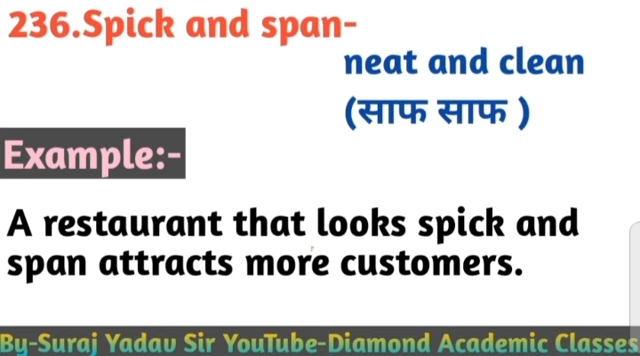 236.Spick and span-
neat and clean
(साफ साफ )
Example:-
A restaurant that looks spick and
span attracts more customers.
By-Suraj Yadav Sir YouTube-Diamond Academic Classes